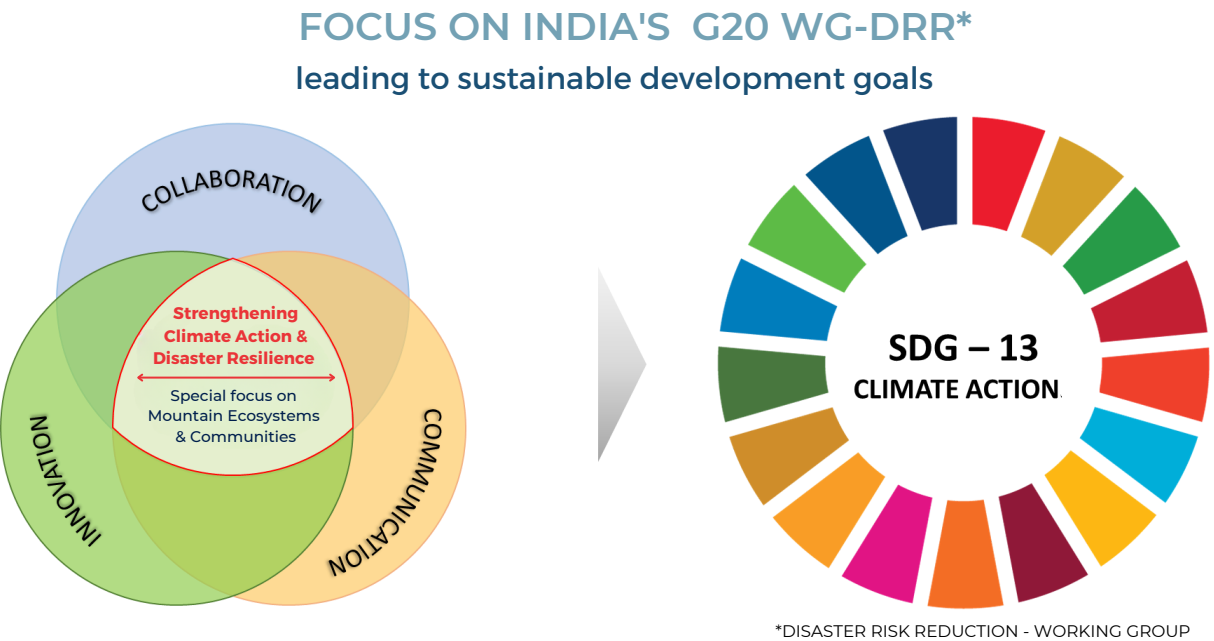 FOCUS ON INDIA'S G20 WG-DRR*
leading to sustainable development goals
COLLABORATION
Strengthening
Climate Action &
Disaster Resilience
Special focus on
Mountain Ecosystems
& Communities
INNOVATION
COMMUNICATION
SDG – 13
CLIMATE ACTION
*DISASTER RISK REDUCTION - WORKING GROUP